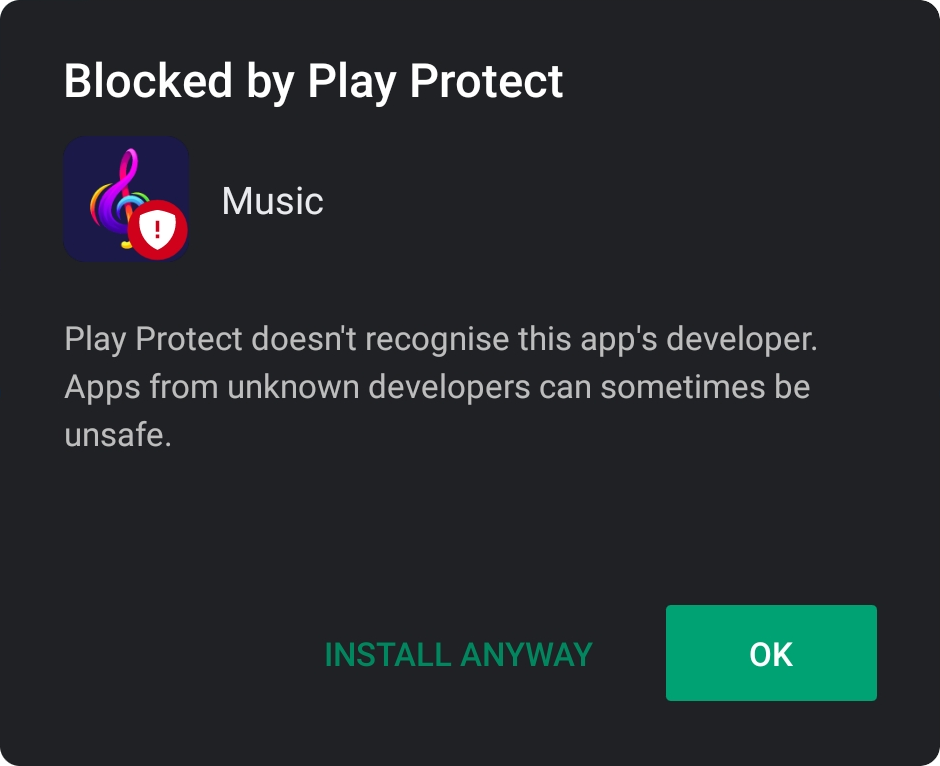 Blocked by Play Protect
Music
Play Protect doesn't recognise this app's developer.
Apps from unknown developers can sometimes be
unsafe.
INSTALL ANYWAY
OK